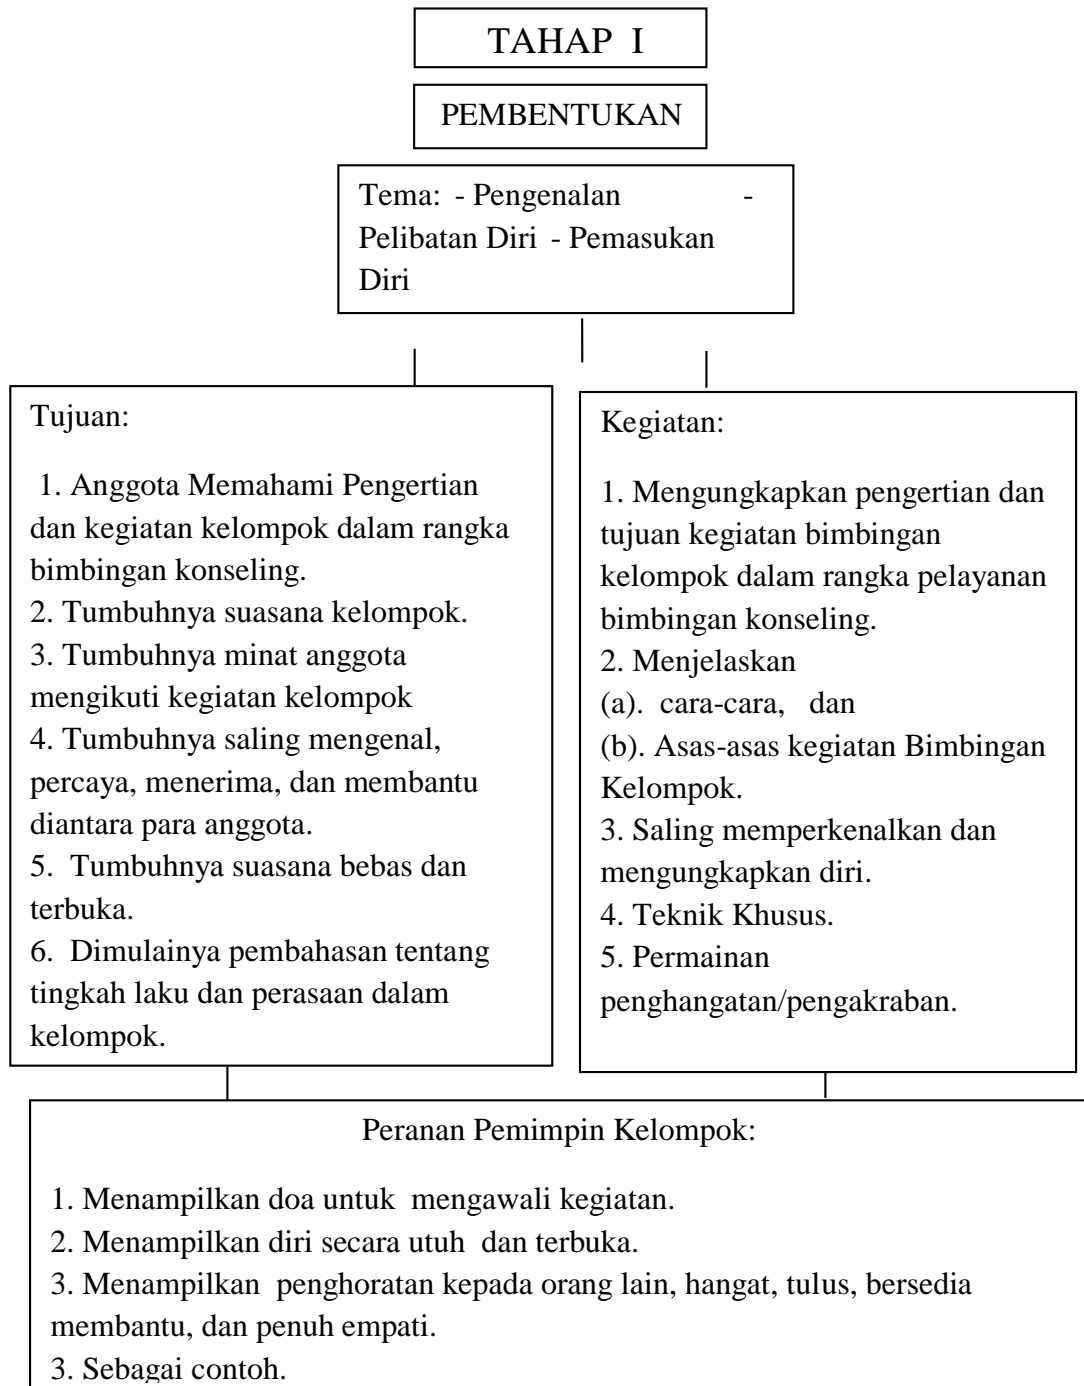 TAHAP I
PEMBENTUKAN
Tema: - Pengenalan -
Pelibatan Diri - Pemasukan
Diri
Tujuan:
1. Anggota Memahami Pengertian
dan kegiatan kelompok dalam rangka
bimbingan konseling.
2. Tumbuhnya suasana kelompok.
3. Tumbuhnya minat anggota
mengikuti kegiatan kelompok
4. Tumbuhnya saling mengenal,
percaya, menerima, dan membantu
diantara para anggota.
5. Tumbuhnya suasana bebas dan
terbuka.
6. Dimulainya pembahasan tentang
tingkah laku dan perasaan dalam
kelompok.
Kegiatan:
1. Mengungkapkan pengertian dan
tujuan kegiatan bimbingan
kelompok dalam rangka pelayanan
bimbingan konseling.
2. Menjelaskan
(a). cara-cara, dan
(b). Asas-asas kegiatan Bimbingan
Kelompok.
3. Saling memperkenalkan dan
mengungkapkan diri.
4. Teknik Khusus.
5. Permainan
penghangatan/pengakraban.
Peranan Pemimpin Kelompok:
1. Menampilkan doa untuk mengawali kegiatan.
2. Menampilkan diri secara utuh dan terbuka.
3. Menampilkan penghoratan kepada orang lain, hangat, tulus, bersedia
membantu, dan penuh empati.
3. Sebagai contoh.